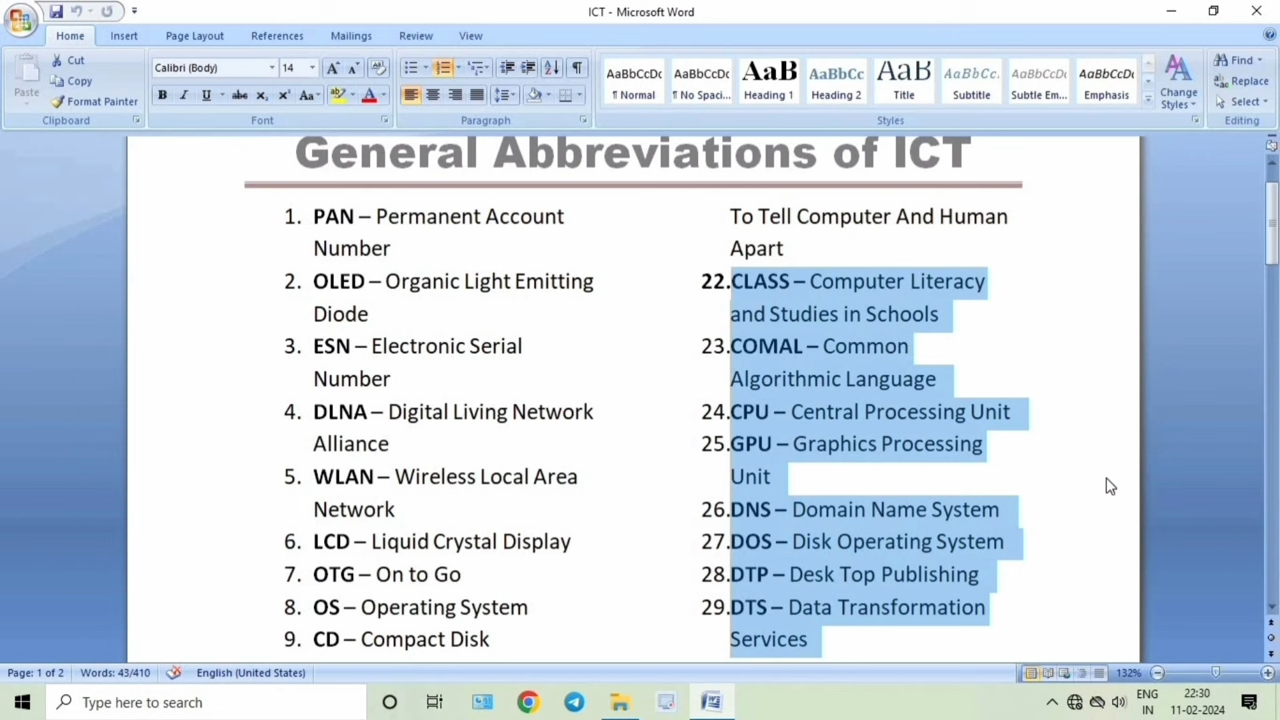 ICT - Microsoft Word
Home Insert Page Layout References Mailings Review View
Paste
Cut
Copy
Format Painter
Clipboard
Calibri (Body) 14
B I U abc x₂ x² Aa A
Font
Paragraph
AaBbCcDc AaBbCcDc AaB AaBbCc AaB AaBbCc. AaBbCcDc AaBbCcDc
¶ Normal ¶ No Spaci... Heading 1 Heading 2 Title Subtitle Subtle Em... Emphasis
Styles
Change
Styles
Find
Replace
Select
Editing
General Abbreviations of ICT
1. PAN – Permanent Account
Number
2. OLED – Organic Light Emitting
Diode
3. ESN – Electronic Serial
Number
4. DLNA – Digital Living Network
Alliance
5. WLAN – Wireless Local Area
Network
6. LCD – Liquid Crystal Display
7. OTG – On to Go
8. OS – Operating System
9. CD – Compact Disk
To Tell Computer And Human
Apart
22.CLASS – Computer Literacy
and Studies in Schools
23.COMAL – Common
Algorithmic Language
24.CPU – Central Processing Unit
25.GPU – Graphics Processing
Unit
26.DNS – Domain Name System
27.DOS – Disk Operating System
28.DTP – Desk Top Publishing
29.DTS – Data Transformation
Services
Page: 1 of 2 Words: 43/410 English (United States) 132%
Type here to search
ENG
IN
22:30
11-02-2024